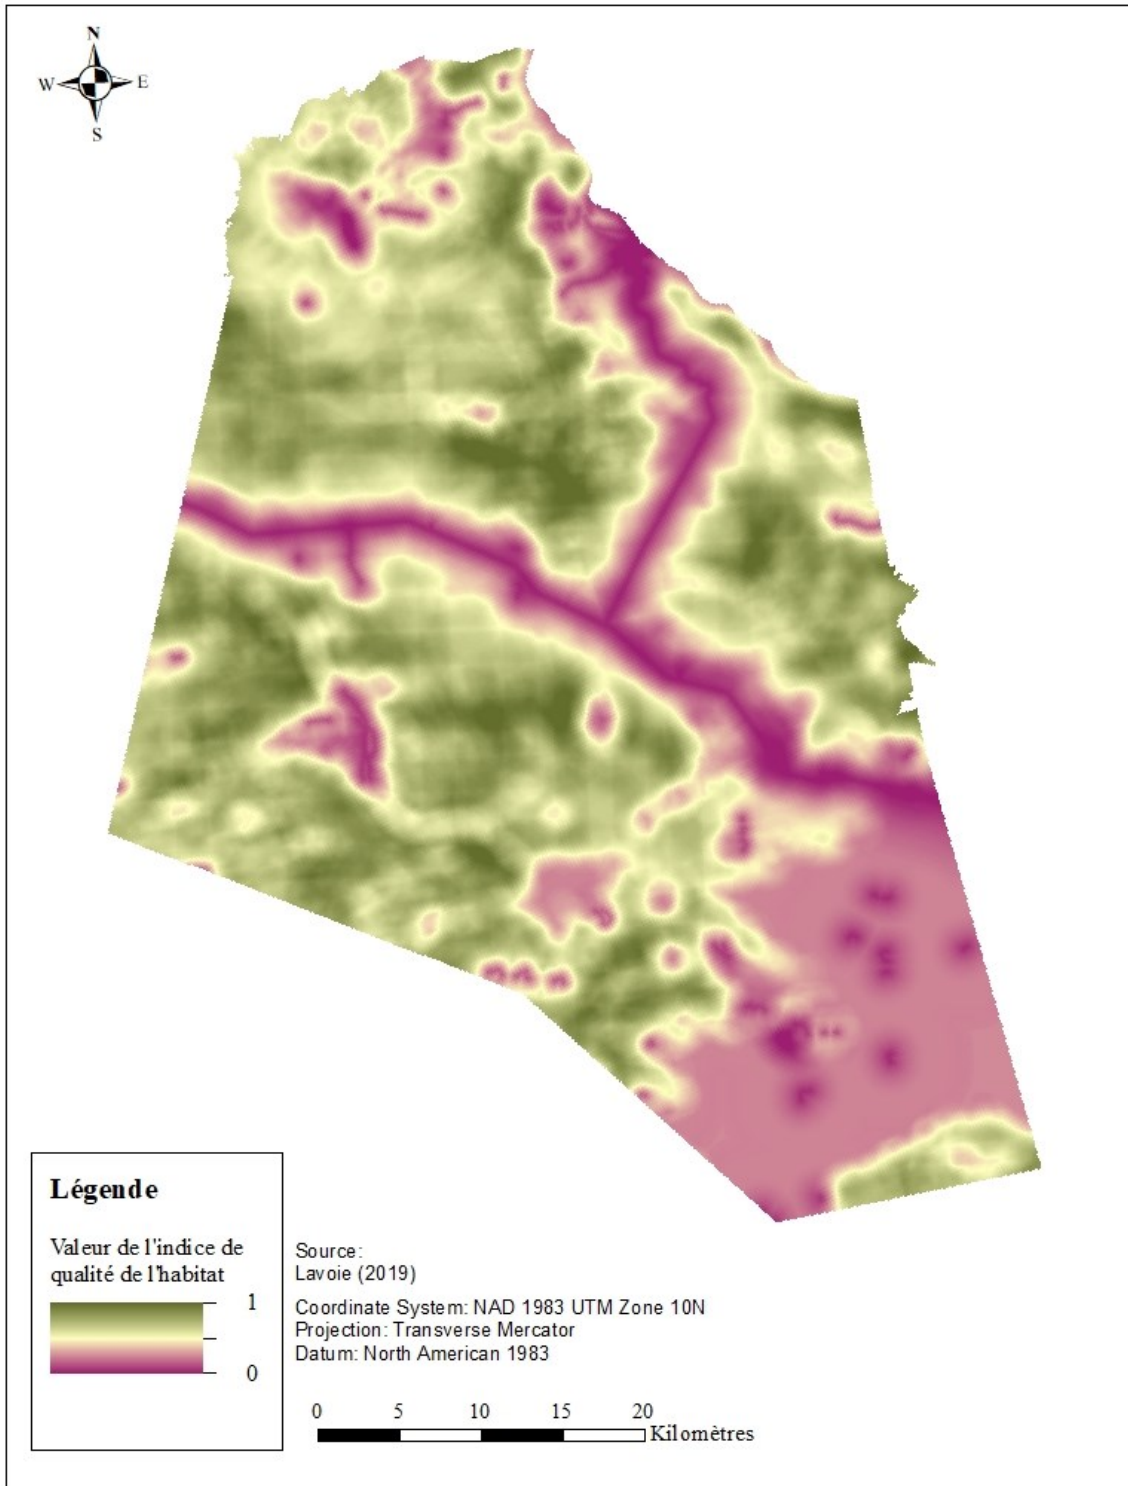 N
W E
S
Légende
Valeur de l'indice de
qualité de l'habitat
1
0
Source:
Lavoie (2019)
Coordinate System: NAD 1983 UTM Zone 10N
Projection: Transverse Mercator
Datum: North American 1983
0 5 10 15 20
Kilomètres